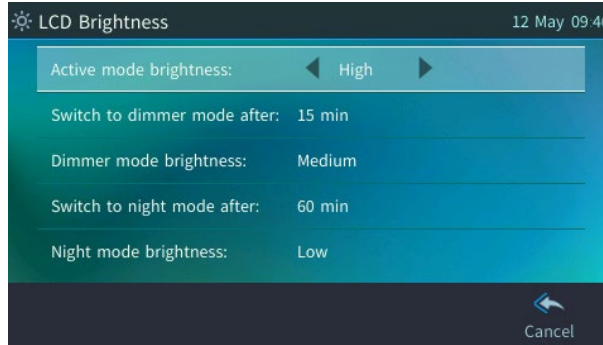 LCD Brightness 12 May 09:4
Active mode brightness: High
Switch to dimmer mode after: 15 min
Dimmer mode brightness: Medium
Switch to night mode after: 60 min
Night mode brightness: Low
Cancel